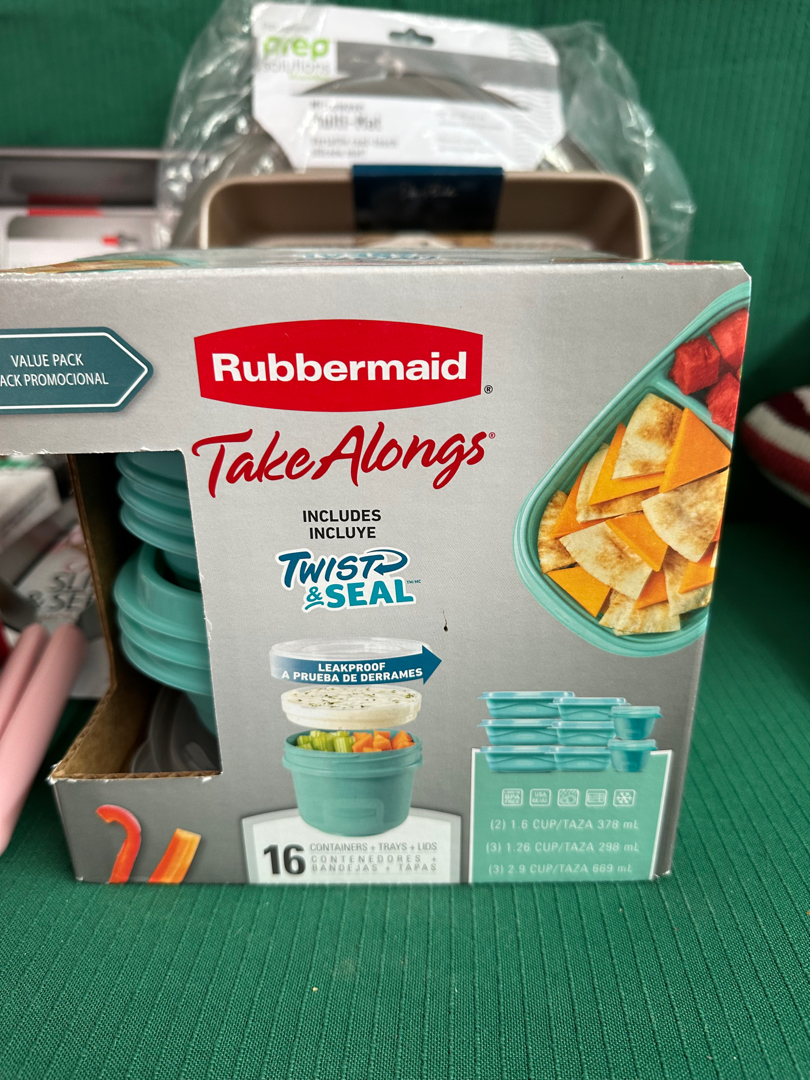 prep
solutions
VALUE PACK
ACK PROMOCIONAL
Rubbermaid®
TakeAlongs®
INCLUDES
INCLUYE
TWIST
& SEAL
LEAKPROOF
A PRUEBA DE DERRAMES
16
CONTAINERS + TRAYS + LIDS
CONTENEDORES +
BANDEJAS + TAPAS
(2) 1.6 CUP/TAZA 378 mL
(3) 1.26 CUP/TAZA 298 mL
(3) 2.9 CUP/TAZA 669 mL